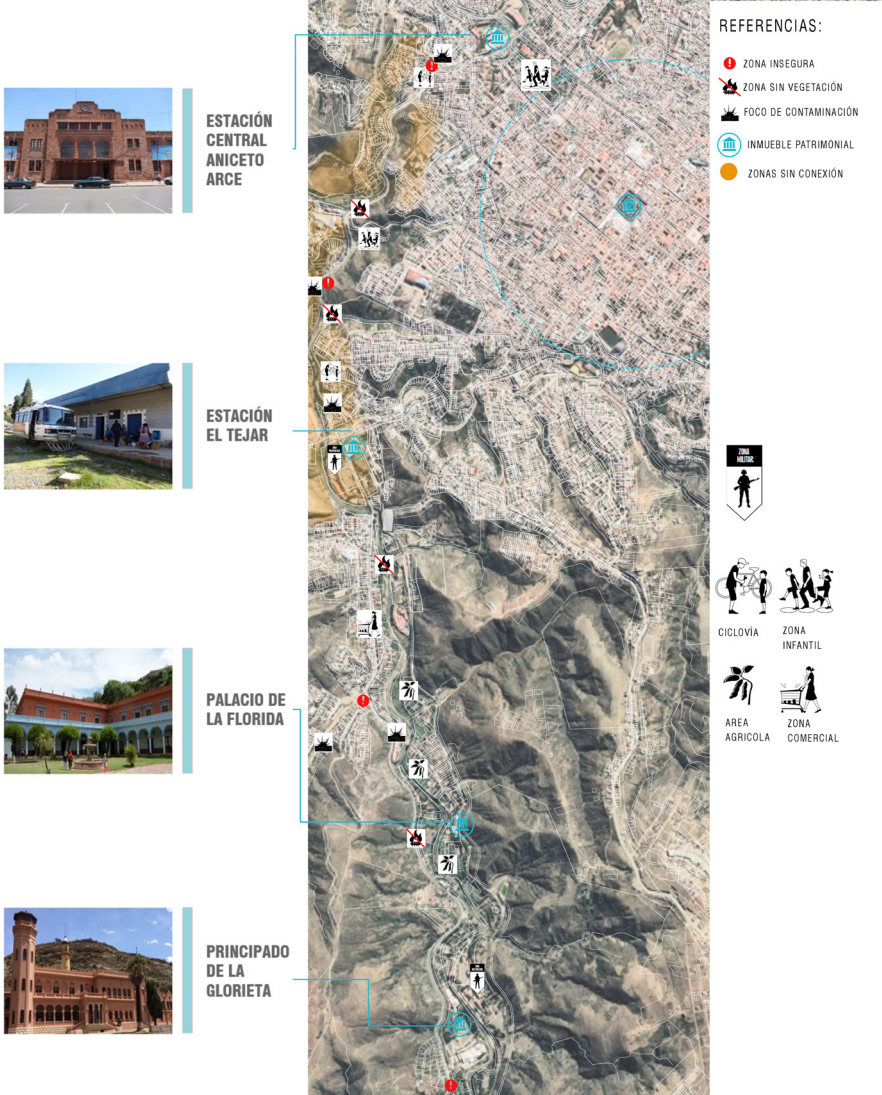 REFERENCIAS:
ZONA INSEGURA
ZONA SIN VEGETACIÓN
FOCO DE CONTAMINACIÓN
INMUEBLE PATRIMONIAL
ZONAS SIN CONEXIÓN
ESTACIÓN
CENTRAL
ANICETO
ARCE
ESTACIÓN
EL TEJAR
ZONA
MILITAR
CICLOVÍA
ZONA
INFANTIL
AREA
AGRICOLA
ZONA
COMERCIAL
PALACIO DE
LA FLORIDA
PRINCIPADO
DE LA
GLORIETA